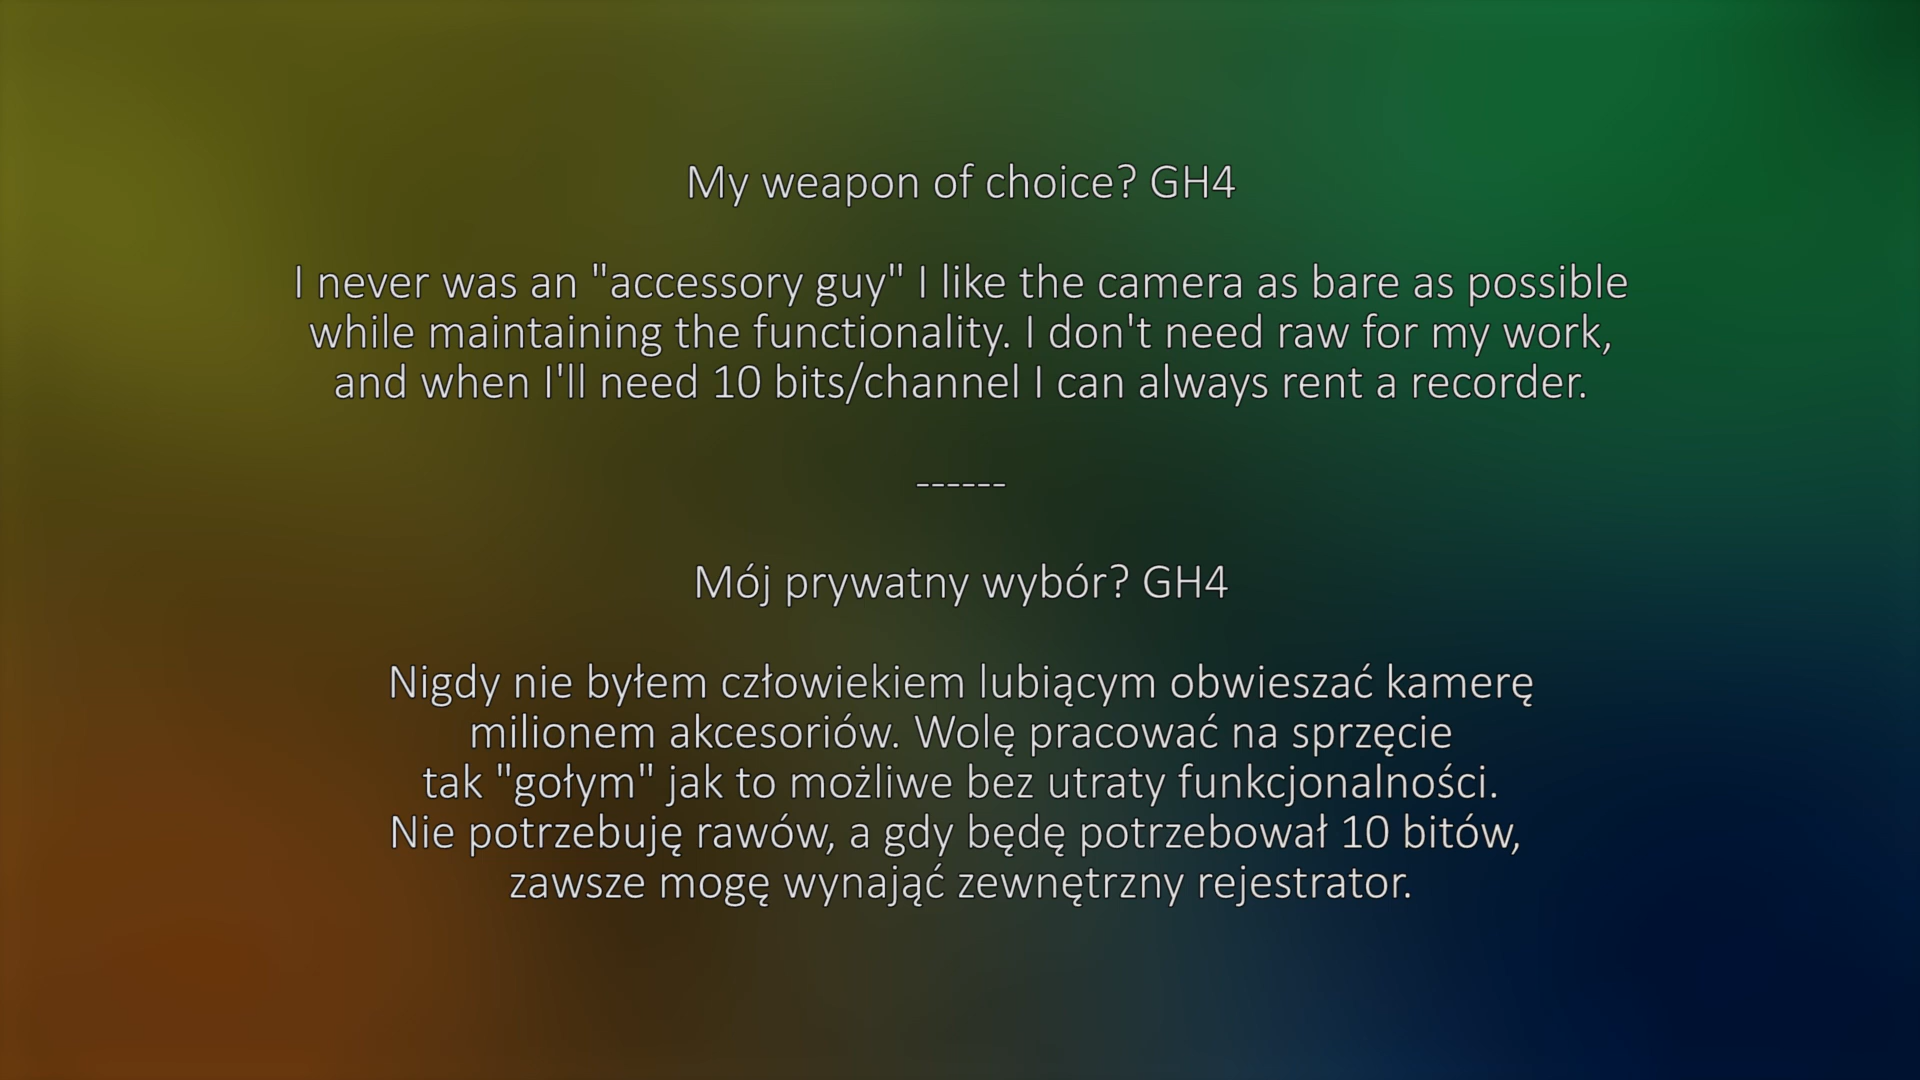 My weapon of choice? GH4
I never was an "accessory guy" I like the camera as bare as possible
while maintaining the functionality. I don't need raw for my work,
and when I'll need 10 bits/channel I can always rent a recorder.
------
Mój prywatny wybór? GH4
Nigdy nie byłem człowiekiem lubiącym obwieszać kamerę
milionem akcesoriów. Wolę pracować na sprzęcie
tak "gołym" jak to możliwe bez utraty funkcjonalności.
Nie potrzebuję rawów, a gdy będę potrzebował 10 bitów,
zawsze mogę wynająć zewnętrzny rejestrator.